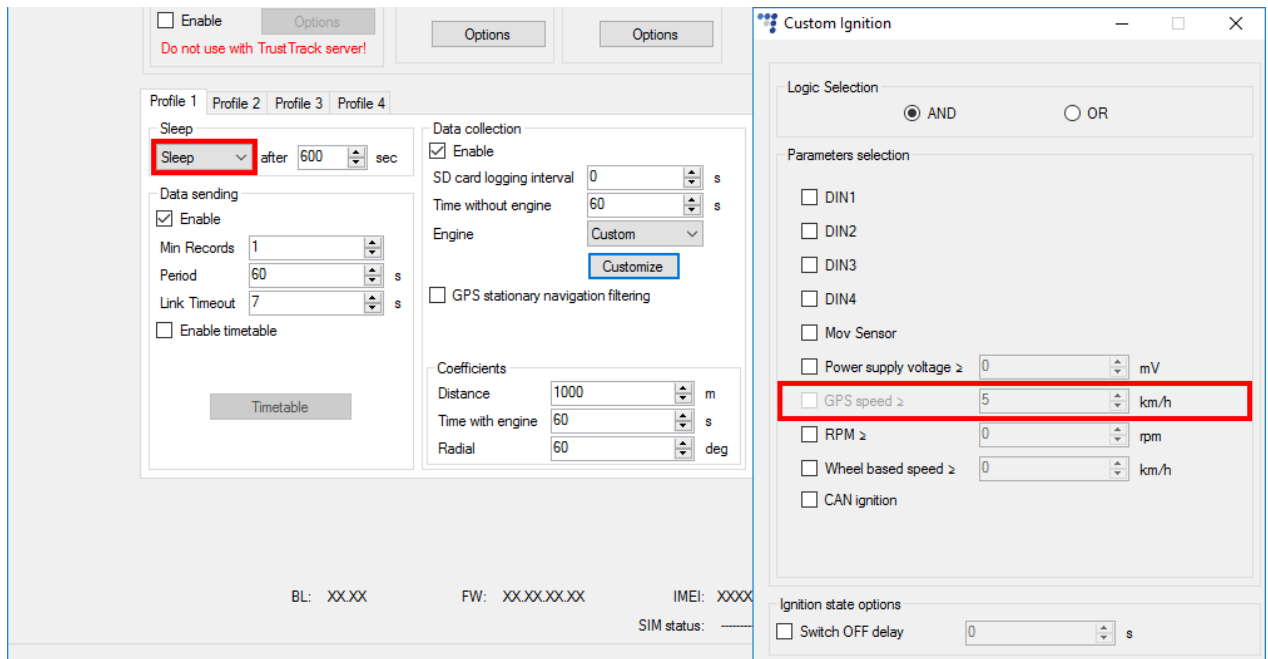 Enable
Options
Do not use with TrustTrack server!
Options
Options
Profile 1 Profile 2 Profile 3 Profile 4
Sleep
Sleep after 600 sec
Data sending
Enable
Min Records 1
Period 60 s
Link Timeout 7 s
Enable timetable
Timetable
Data collection
Enable
SD card logging interval 0 s
Time without engine 60 s
Engine Custom
Customize
GPS stationary navigation filtering
Coefficients
Distance 1000 m
Time with engine 60 s
Radial 60 deg
BL: XX.XX FW: XX.XX.XX.XX IMEI: XXXX
SIM status: --------
Custom Ignition
Logic Selection
AND OR
Parameters selection
DIN1
DIN2
DIN3
DIN4
Mov Sensor
Power supply voltage ≥ 0 mV
GPS speed ≥ 5 km/h
RPM ≥ 0 rpm
Wheel based speed ≥ 0 km/h
CAN ignition
Ignition state options
Switch OFF delay 0 s